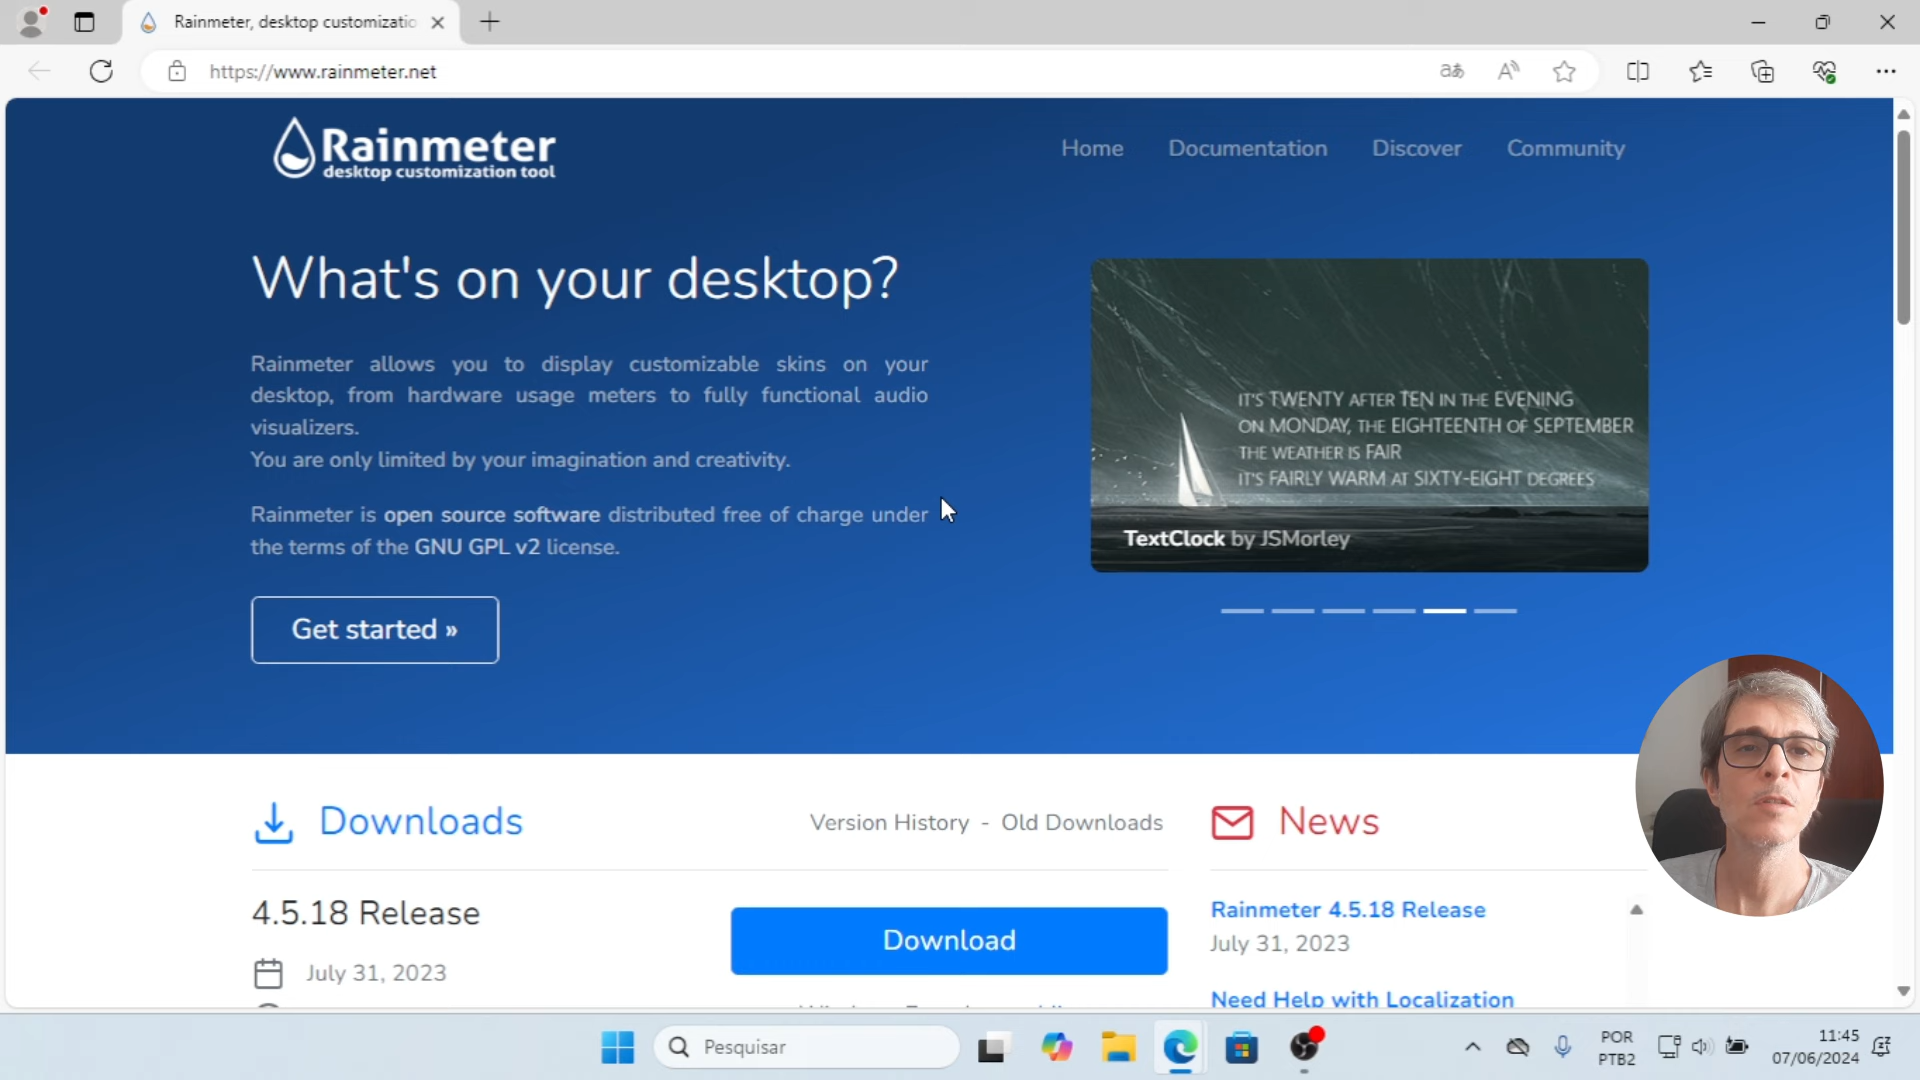 Rainmeter, desktop customizatio
https://www.rainmeter.net
Rainmeter
desktop customization tool
Home
Documentation
Discover
Community
What's on your desktop?
Rainmeter allows you to display customizable skins on your
desktop, from hardware usage meters to fully functional audio
visualizers.
You are only limited by your imagination and creativity.
Rainmeter is open source software distributed free of charge under
the terms of the GNU GPL v2 license.
Get started »
IT'S TWENTY AFTER TEN IN THE EVENING
ON MONDAY, THE EIGHTEENTH OF SEPTEMBER
THE WEATHER IS FAIR
IT'S FAIRLY WARM AT SIXTY-EIGHT DEGREES
TextClock by JSMorley
Downloads
Version History - Old Downloads
4.5.18 Release
July 31, 2023
Download
News
Rainmeter 4.5.18 Release
July 31, 2023
Need Help with Localization
Pesquisar
POR
PTB2
11:45
07/06/2024